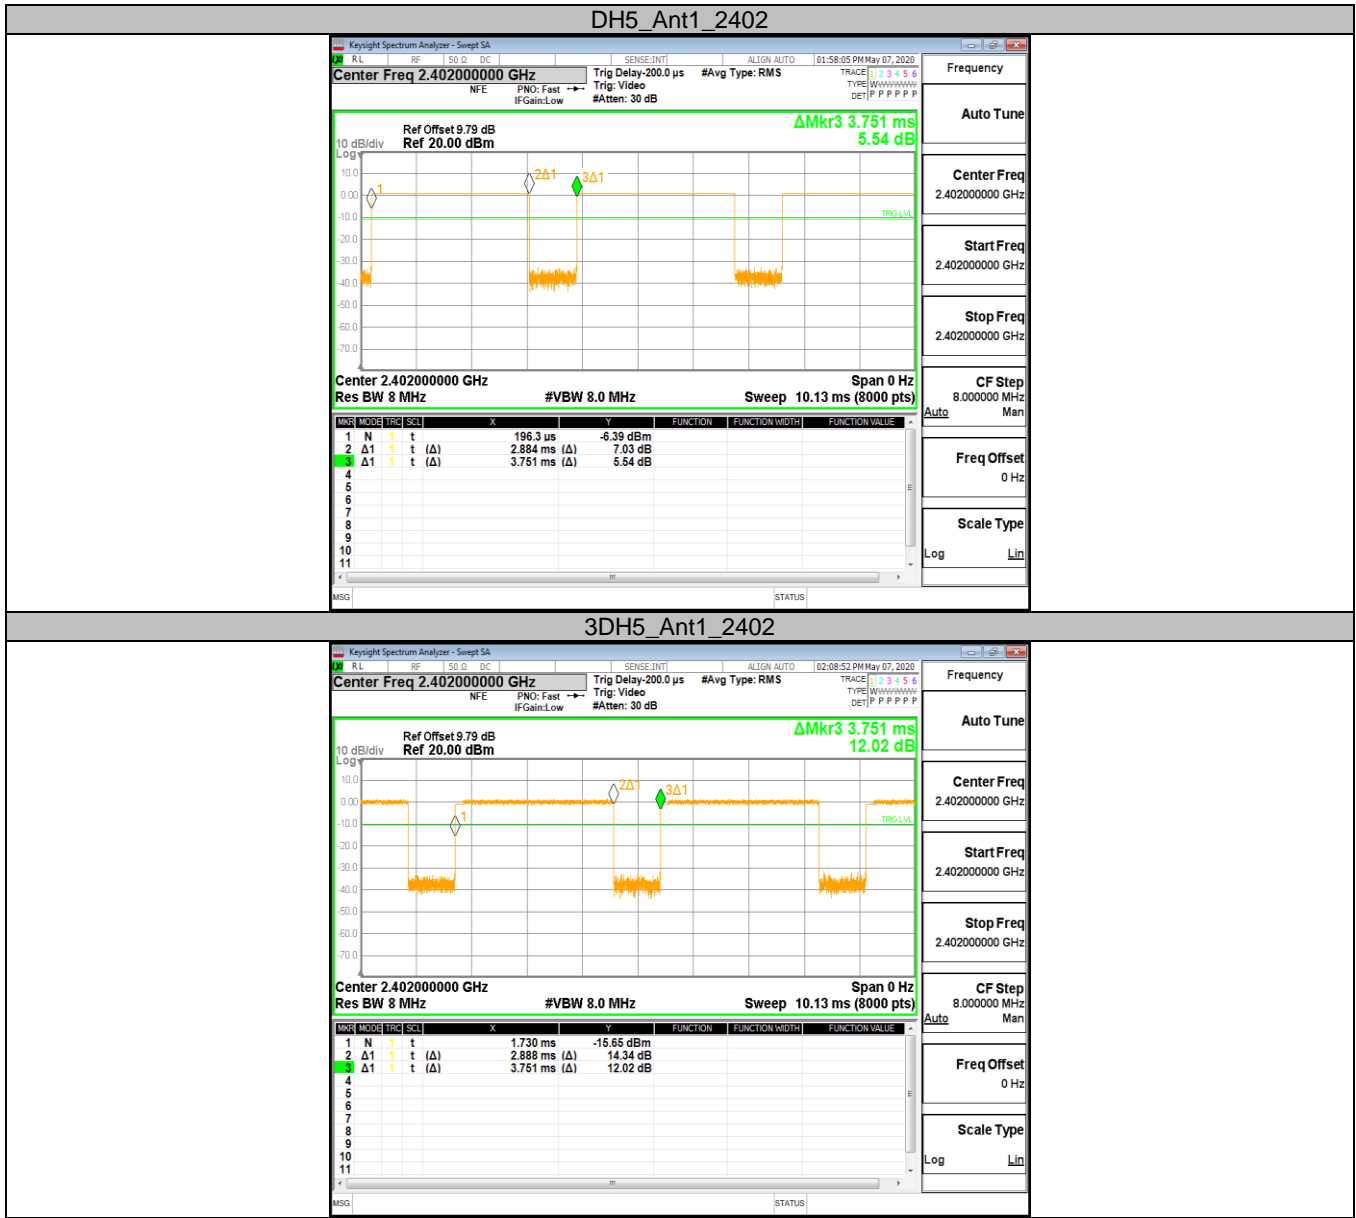 DH5_Ant1_2402
Keysight Spectrum Analyzer - Swept SA
RL RF 50 Ω DC SENSE:INT ALIGN AUTO 01:58:05 PM May 07, 2020
Center Freq 2.402000000 GHz
NFE PNO: Fast IFGain:Low
Trig Delay-200.0 µs Trig: Video #Atten: 30 dB
#Avg Type: RMS
TRACE 1 2 3 4 5 6
TYPE WWWWWW
DET P P P P P P
Frequency
Auto Tune
Center Freq
2.402000000 GHz
Start Freq
2.402000000 GHz
Stop Freq
2.402000000 GHz
CF Step
8.000000 MHz
Auto Man
Freq Offset
0 Hz
Scale Type
Log Lin
ΔMkr3 3.751 ms
5.54 dB
Ref Offset 9.79 dB
10 dB/div Ref 20.00 dBm
Log
10.0
0.00
-10.0
-20.0
-30.0
-40.0
-50.0
-60.0
-70.0
1
2Δ1
3Δ1
TRIG LVL
Center 2.402000000 GHz Span 0 Hz
Res BW 8 MHz #VBW 8.0 MHz Sweep 10.13 ms (8000 pts)
MKR MODE TRC SCL X Y FUNCTION FUNCTION WIDTH FUNCTION VALUE
1 N 1 t 196.3 µs -6.39 dBm
2 Δ1 1 t (Δ) 2.884 ms (Δ) 7.03 dB
3 Δ1 1 t (Δ) 3.751 ms (Δ) 5.54 dB
4
5
6
7
8
9
10
11
MSG STATUS
3DH5_Ant1_2402
Keysight Spectrum Analyzer - Swept SA
RL RF 50 Ω DC SENSE:INT ALIGN AUTO 02:08:52 PM May 07, 2020
Center Freq 2.402000000 GHz
NFE PNO: Fast IFGain:Low
Trig Delay-200.0 µs Trig: Video #Atten: 30 dB
#Avg Type: RMS
TRACE 1 2 3 4 5 6
TYPE WWWWWW
DET P P P P P P
Frequency
Auto Tune
Center Freq
2.402000000 GHz
Start Freq
2.402000000 GHz
Stop Freq
2.402000000 GHz
CF Step
8.000000 MHz
Auto Man
Freq Offset
0 Hz
Scale Type
Log Lin
ΔMkr3 3.751 ms
12.02 dB
Ref Offset 9.79 dB
10 dB/div Ref 20.00 dBm
Log
10.0
0.00
-10.0
-20.0
-30.0
-40.0
-50.0
-60.0
-70.0
1
2Δ1
3Δ1
TRIG LVL
Center 2.402000000 GHz Span 0 Hz
Res BW 8 MHz #VBW 8.0 MHz Sweep 10.13 ms (8000 pts)
MKR MODE TRC SCL X Y FUNCTION FUNCTION WIDTH FUNCTION VALUE
1 N 1 t 1.730 ms -15.65 dBm
2 Δ1 1 t (Δ) 2.888 ms (Δ) 14.34 dB
3 Δ1 1 t (Δ) 3.751 ms (Δ) 12.02 dB
4
5
6
7
8
9
10
11
MSG STATUS